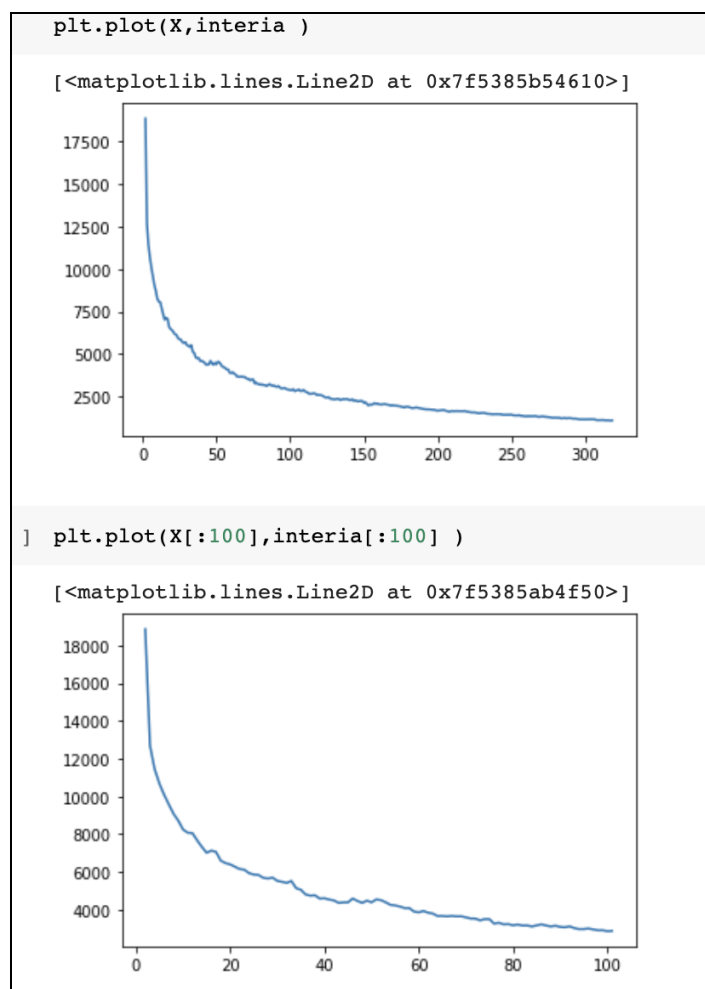 plt.plot(X,interia )
[<matplotlib.lines.Line2D at 0x7f5385b54610>]
17500
15000
12500
10000
7500
5000
2500
0 50 100 150 200 250 300
] plt.plot(X[:100],interia[:100] )
[<matplotlib.lines.Line2D at 0x7f5385ab4f50>]
18000
16000
14000
12000
10000
8000
6000
4000
0 20 40 60 80 100